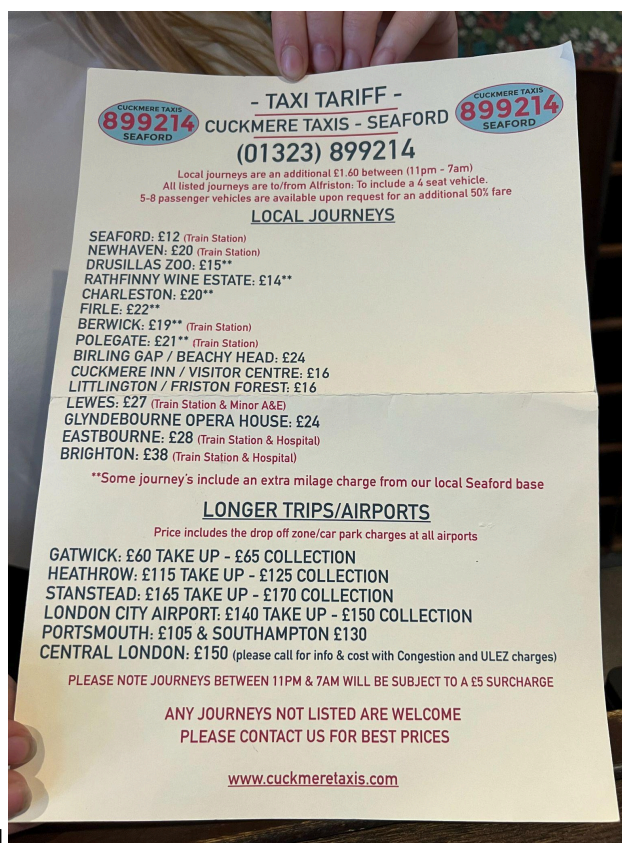 - TAXI TARIFF -
CUCKMERE TAXIS
899214
SEAFORD
CUCKMERE TAXIS - SEAFORD
CUCKMERE TAXIS
899214
SEAFORD
(01323) 899214
Local journeys are an additional £1.60 between (11pm - 7am)
All listed journeys are to/from Alfriston: To include a 4 seat vehicle.
5-8 passenger vehicles are available upon request for an additional 50% fare
LOCAL JOURNEYS
SEAFORD: £12 (Train Station)
NEWHAVEN: £20 (Train Station)
DRUSILLAS ZOO: £15**
RATHFINNY WINE ESTATE: £14**
CHARLESTON: £20**
FIRLE: £22**
BERWICK: £19** (Train Station)
POLEGATE: £21** (Train Station)
BIRLING GAP / BEACHY HEAD: £24
CUCKMERE INN / VISITOR CENTRE: £16
LITTLINGTON / FRISTON FOREST: £16
LEWES: £27 (Train Station & Minor A&E)
GLYNDEBOURNE OPERA HOUSE: £24
EASTBOURNE: £28 (Train Station & Hospital)
BRIGHTON: £38 (Train Station & Hospital)
**Some journey's include an extra milage charge from our local Seaford base
LONGER TRIPS/AIRPORTS
Price includes the drop off zone/car park charges at all airports
GATWICK: £60 TAKE UP - £65 COLLECTION
HEATHROW: £115 TAKE UP - £125 COLLECTION
STANSTEAD: £165 TAKE UP - £170 COLLECTION
LONDON CITY AIRPORT: £140 TAKE UP - £150 COLLECTION
PORTSMOUTH: £105 & SOUTHAMPTON £130
CENTRAL LONDON: £150 (please call for info & cost with Congestion and ULEZ charges)
PLEASE NOTE JOURNEYS BETWEEN 11PM & 7AM WILL BE SUBJECT TO A £5 SURCHARGE
ANY JOURNEYS NOT LISTED ARE WELCOME
PLEASE CONTACT US FOR BEST PRICES
www.cuckmeretaxis.com